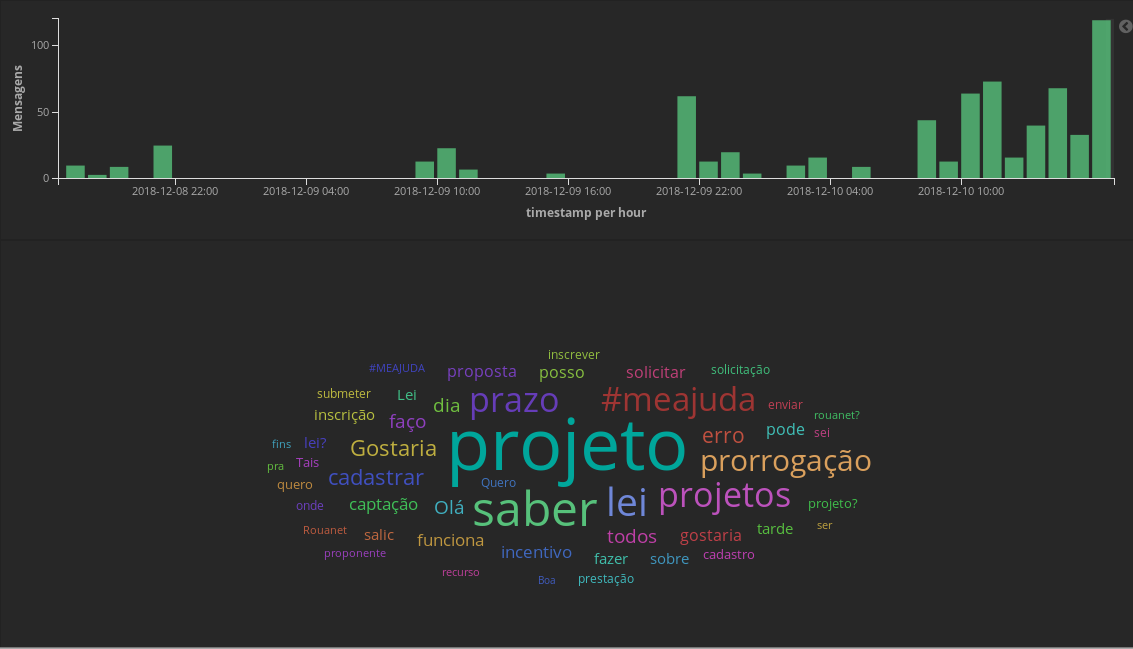 100
50
0
Mensagens
2018-12-08 22:00 2018-12-09 04:00 2018-12-09 10:00 2018-12-09 16:00 2018-12-09 22:00 2018-12-10 04:00 2018-12-10 10:00
timestamp per hour
inscrever
#MEAJUDA proposta posso solicitar solicitação
submeter Lei dia prazo #meajuda enviar
inscrição faço rouanet?
projeto erro pode sei
fins lei? Gostaria
pra Tais prorrogação
quero cadastrar Quero
onde captação Olá saber lei projetos projeto?
Rouanet salic funciona todos gostaria tarde ser
proponente incentivo fazer sobre cadastro
recurso Boa prestação